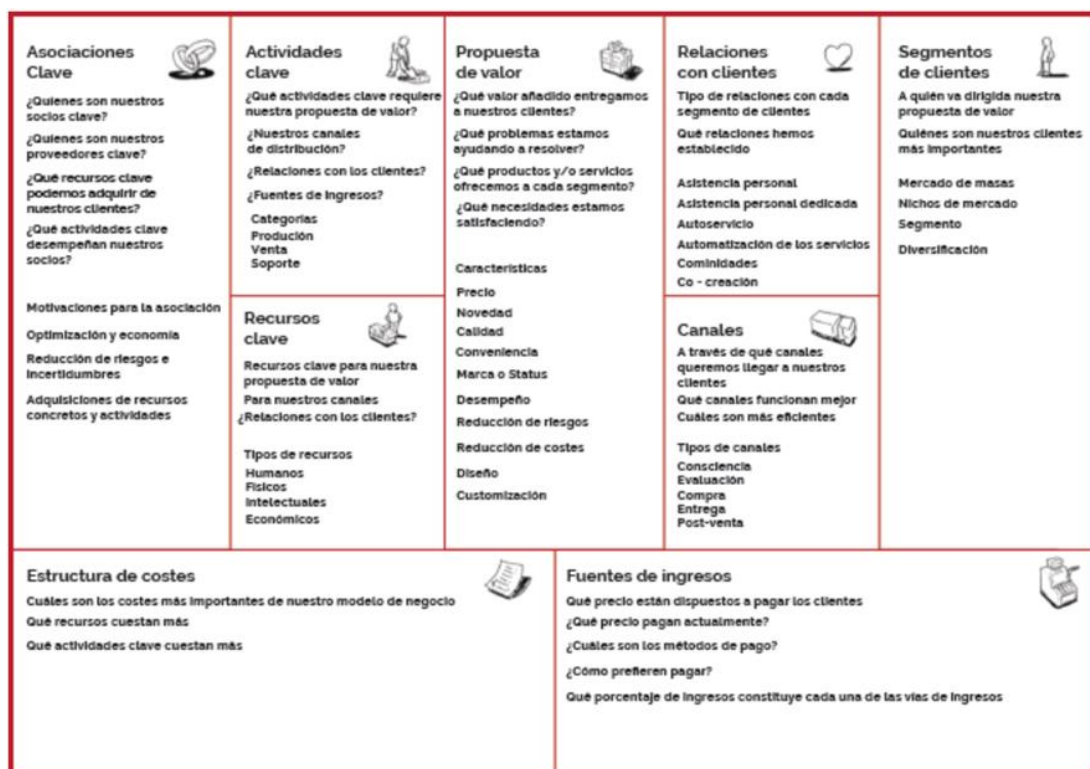 Asociaciones
Clave
¿Quienes son nuestros
socios clave?
¿Quienes son nuestros
proveedores clave?
¿Qué recursos clave
podemos adquirir de
nuestros clientes?
¿Qué actividades clave
desempeñan nuestros
socios?
Motivaciones para la asociación
Optimización y economía
Reducción de riesgos e
incertidumbres
Adquisiciones de recursos
concretos y actividades
Actividades
clave
¿Qué actividades clave requiere
nuestra propuesta de valor?
¿Nuestros canales
de distribución?
¿Relaciones con los clientes?
¿Fuentes de ingresos?
Categorías
Produción
Venta
Soporte
Recursos
clave
Recursos clave para nuestra
propuesta de valor
Para nuestros canales
¿Relaciones con los clientes?
Tipos de recursos
Humanos
Físicos
Intelectuales
Económicos
Propuesta
de valor
¿Qué valor añadido entregamos
a nuestros clientes?
¿Qué problemas estamos
ayudando a resolver?
¿Qué productos y/o servicios
ofrecemos a cada segmento?
¿Qué necesidades estamos
satisfaciendo?
Características
Precio
Novedad
Calidad
Conveniencia
Marca o Status
Desempeño
Reducción de riesgos
Reducción de costes
Diseño
Customización
Relaciones
con clientes
Tipo de relaciones con cada
segmento de clientes
Qué relaciones hemos
establecido
Asistencia personal
Asistencia personal dedicada
Autoservicio
Automatización de los servicios
Cominidades
Co - creación
Canales
A través de qué canales
queremos llegar a nuestros
clientes
Qué canales funcionan mejor
Cuáles son más eficientes
Tipos de canales
Consciencia
Evaluación
Compra
Entrega
Post-venta
Segmentos
de clientes
A quién va dirigida nuestra
propuesta de valor
Quiénes son nuestros clientes
más importantes
Mercado de masas
Nichos de mercado
Segmento
Diversificación
Estructura de costes
Cuáles son los costes más importantes de nuestro modelo de negocio
Qué recursos cuestan más
Qué actividades clave cuestan más
Fuentes de ingresos
Qué precio están dispuestos a pagar los clientes
¿Qué precio pagan actualmente?
¿Cuáles son los métodos de pago?
¿Cómo prefieren pagar?
Qué porcentaje de ingresos constituye cada una de las vías de ingresos